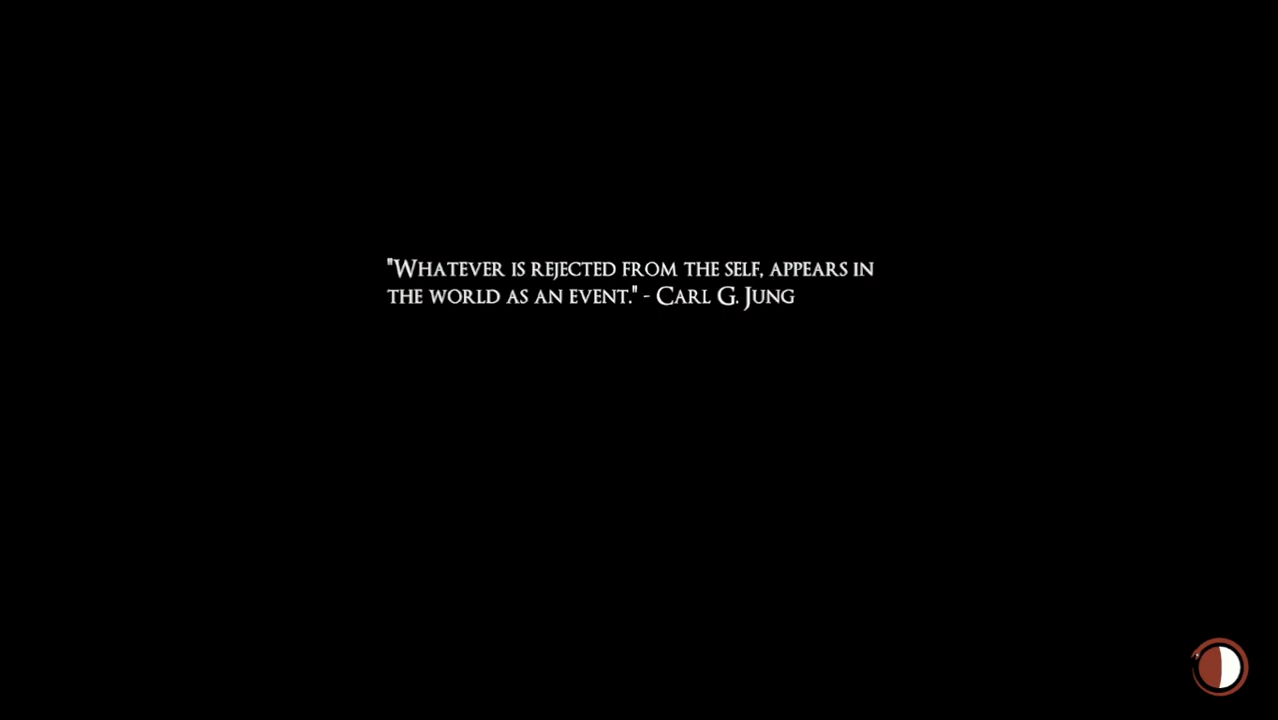 "Whatever is rejected from the self, appears in
the world as an event." - Carl G. Jung